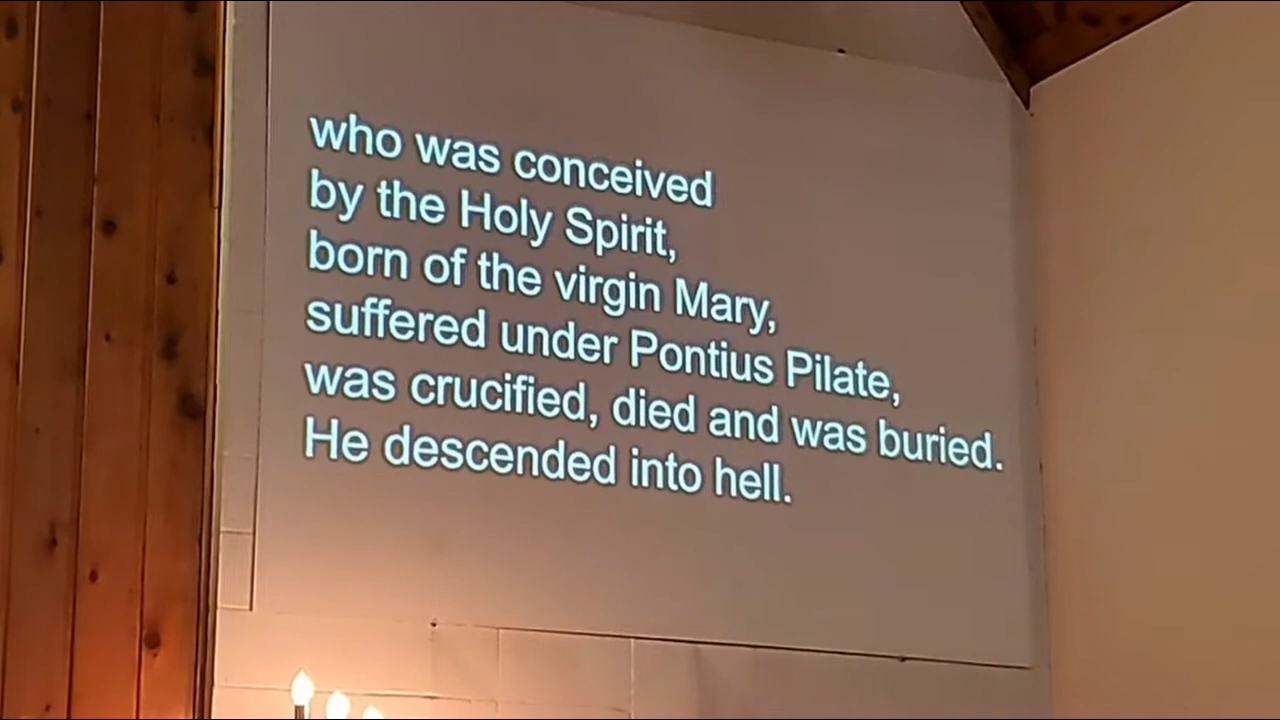 who was conceived
by the Holy Spirit,
born of the virgin Mary,
suffered under Pontius Pilate,
was crucified, died and was buried.
He descended into hell.